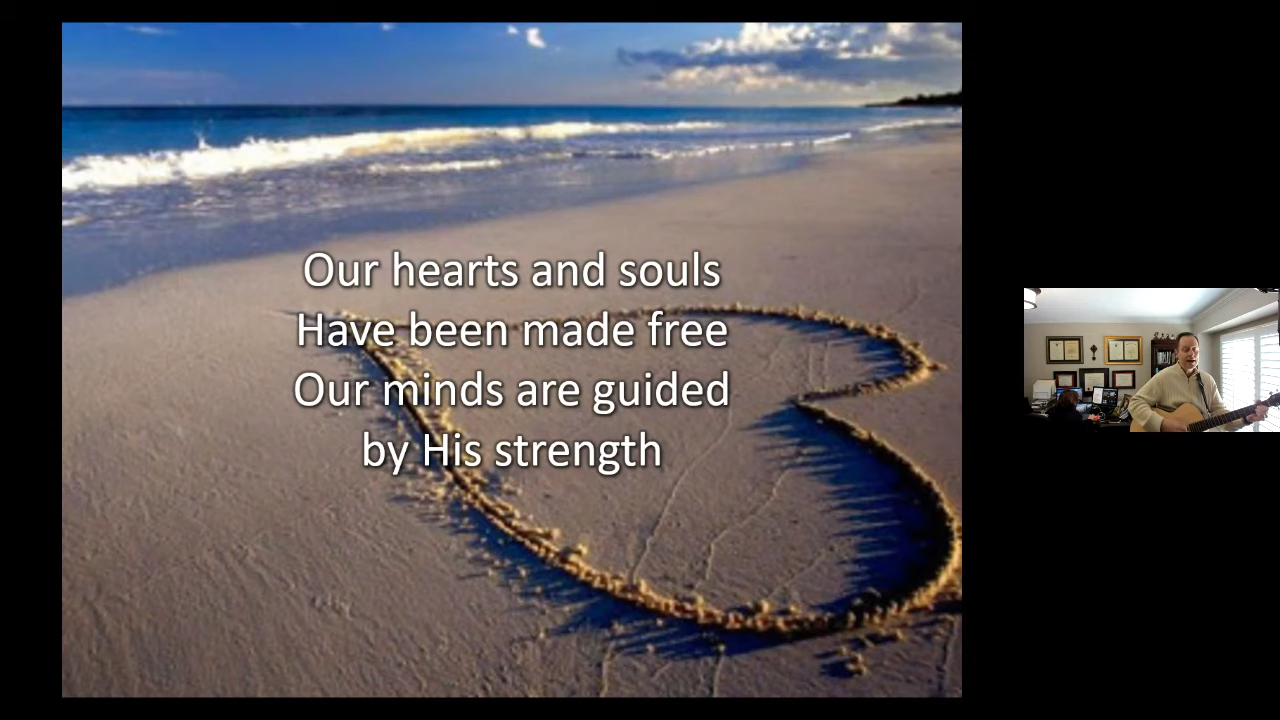 Our hearts and souls
Have been made free
Our minds are guided
by His strength